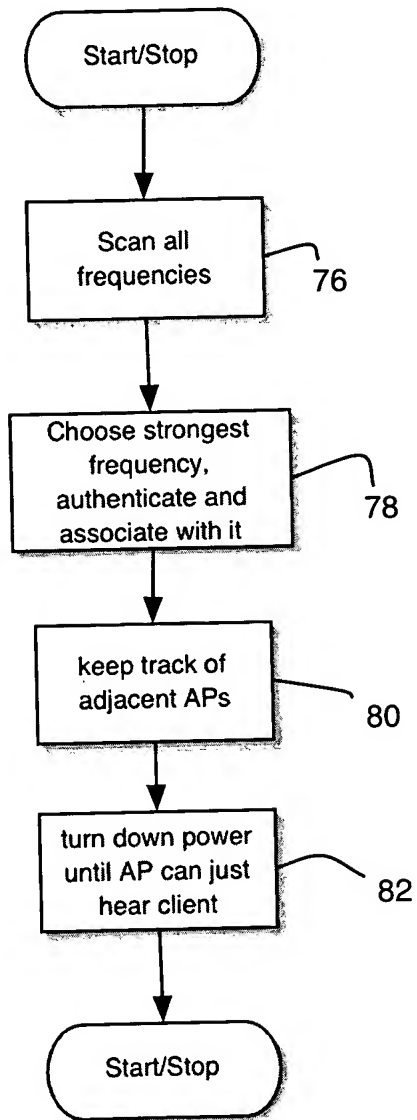 Start/Stop
Scan all
frequencies
76
Choose strongest
frequency,
authenticate and
associate with it
78
keep track of
adjacent APs
80
turn down power
until AP can just
hear client
82
Start/Stop